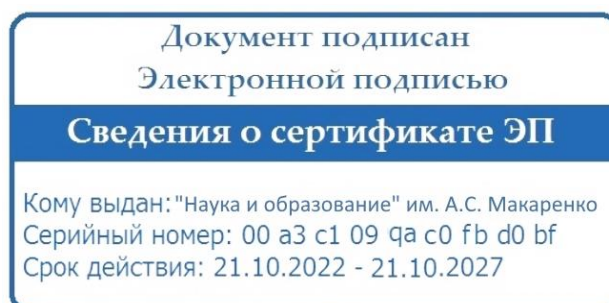 Документ подписан
Электронной подписью
Сведения о сертификате ЭП
Кому выдан: "Наука и образование" им. А.С. Макаренко
Серийный номер: 00 a3 c1 09 qa c0 fb d0 bf
Срок действия: 21.10.2022 - 21.10.2027